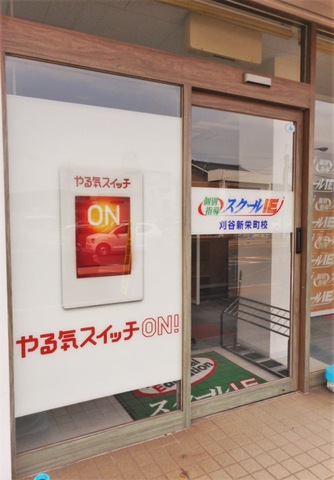 やる気スイッチ
ON
やる気スイッチON!
個別
指導
スクールIE
刈谷新栄町校
スクールIE